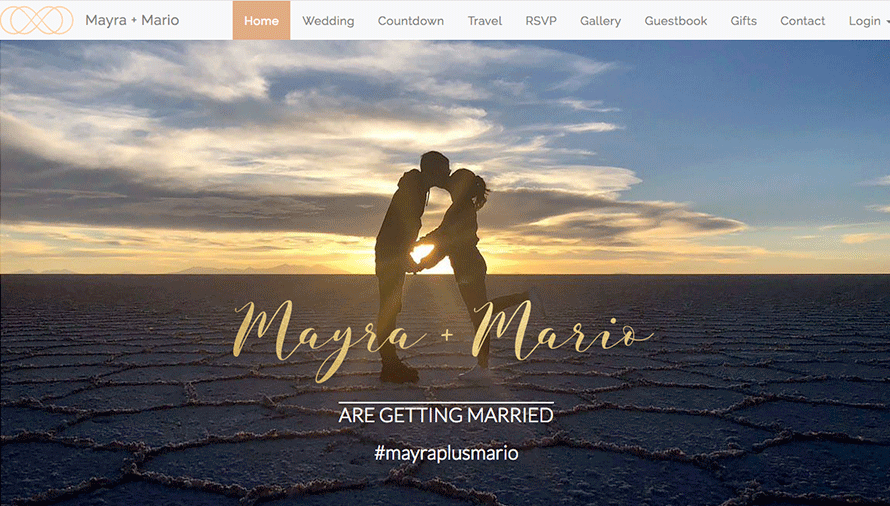 Mayra + Mario Home Wedding Countdown Travel RSVP Gallery Guestbook Gifts Contact Login
Mayra + Mario
ARE GETTING MARRIED
#mayraplusmario